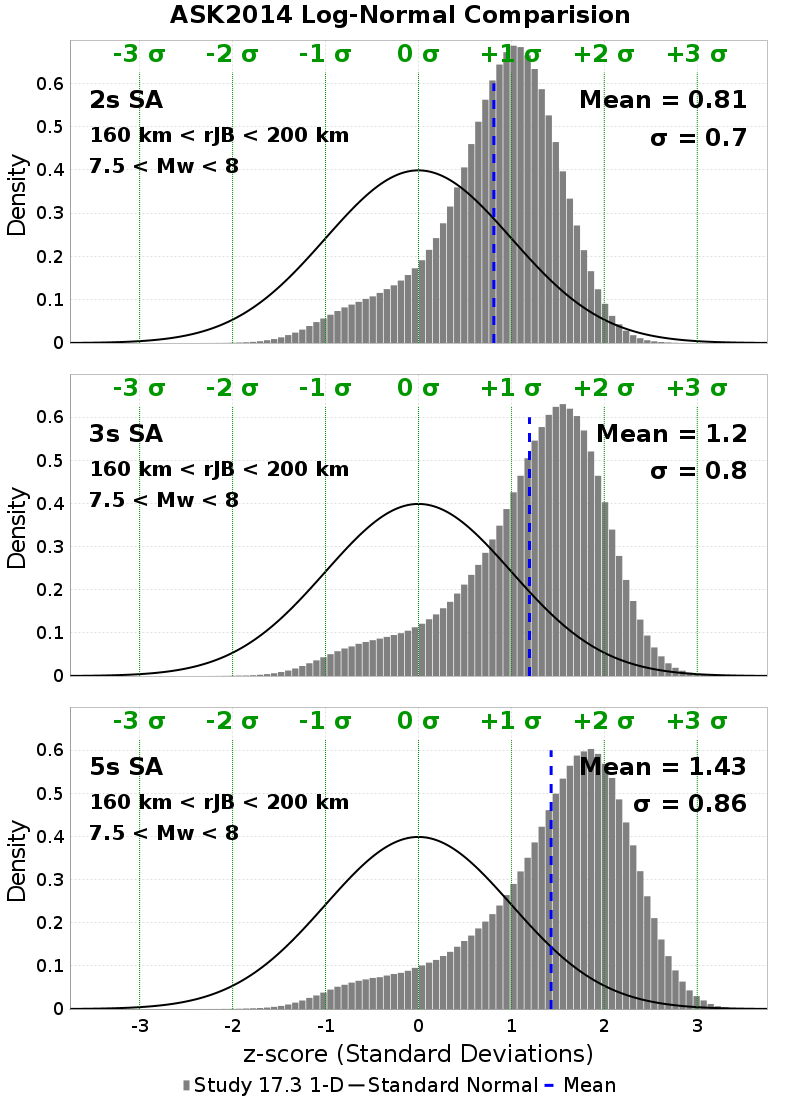 ASK2014 Log-Normal Comparision
-3 σ -2 σ -1 σ 0 σ +1 σ +2 σ +3 σ
2s SA
160 km < rJB < 200 km
7.5 < Mw < 8
Mean = 0.81
σ = 0.7
Density
0.6
0.5
0.4
0.3
0.2
0.1
0
-3 σ -2 σ -1 σ 0 σ +1 σ +2 σ +3 σ
3s SA
160 km < rJB < 200 km
7.5 < Mw < 8
Mean = 1.2
σ = 0.8
Density
0.6
0.5
0.4
0.3
0.2
0.1
0
-3 σ -2 σ -1 σ 0 σ +1 σ +2 σ +3 σ
5s SA
160 km < rJB < 200 km
7.5 < Mw < 8
Mean = 1.43
σ = 0.86
Density
0.6
0.5
0.4
0.3
0.2
0.1
0
-3 -2 -1 0 1 2 3
z-score (Standard Deviations)
Study 17.3 1-D Standard Normal Mean